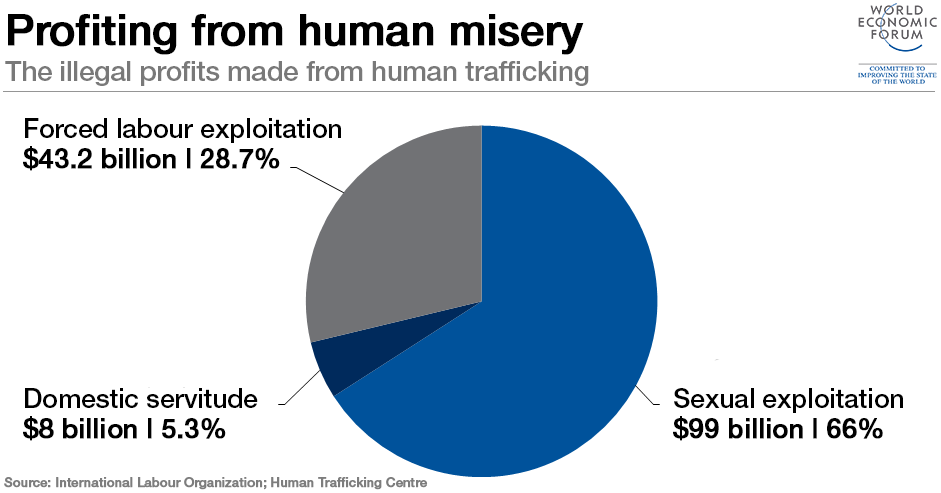 Profiting from human misery
The illegal profits made from human trafficking
WORLD
ECONOMIC
FORUM
COMMITTED TO
IMPROVING THE STATE
OF THE WORLD
Forced labour exploitation
$43.2 billion | 28.7%
Domestic servitude
$8 billion | 5.3%
Sexual exploitation
$99 billion | 66%
Source: International Labour Organization; Human Trafficking Centre